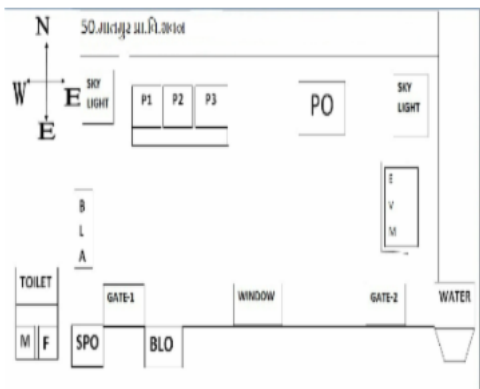 N
W E
E
SKY LIGHT
P1 P2 P3
PO
SKY LIGHT
E V M
B L A
TOILET
M F
GATE-1
WINDOW
GATE-2
WATER
SPO
BLO